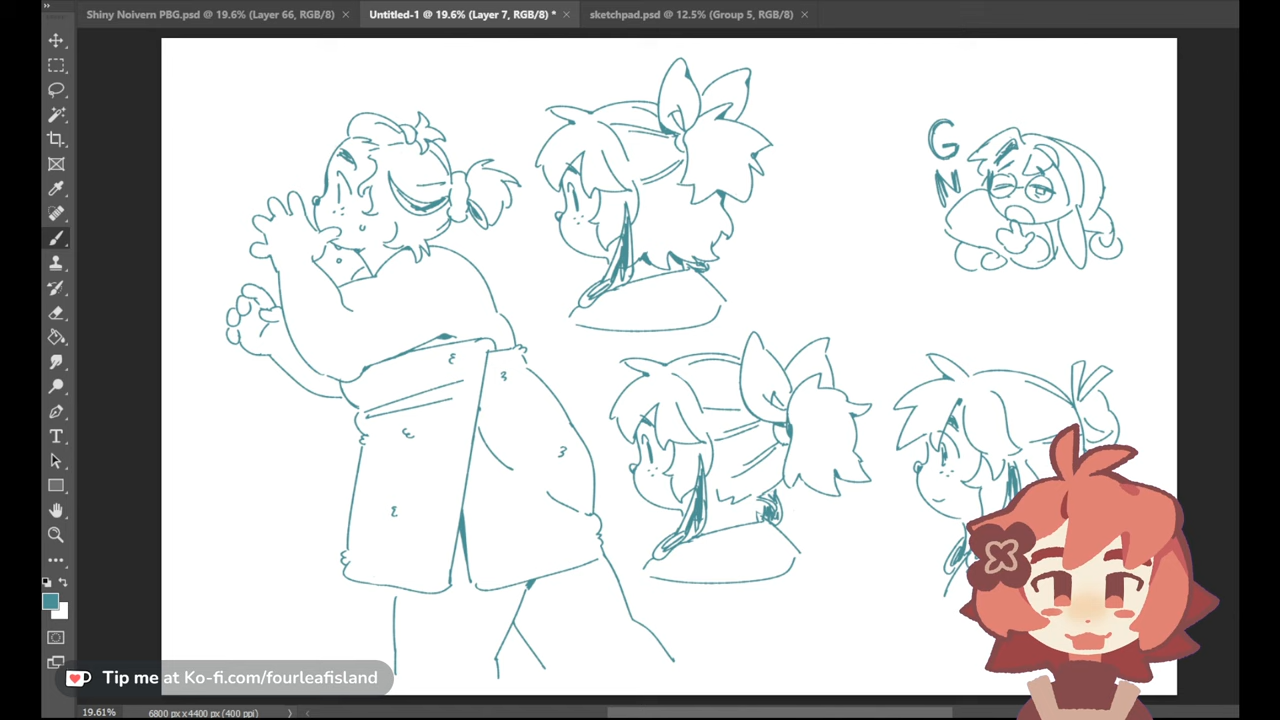 Shiny Noivern PBG.psd @ 19.6% (Layer 66, RGB/8) ×
Untitled-1 @ 19.6% (Layer 7, RGB/8) * ×
sketchpad.psd @ 12.5% (Group 5, RGB/8) ×
G
N
Tip me at Ko-fi.com/fourleafisland
19.61%
6800 px x 4400 px (400 ppi)